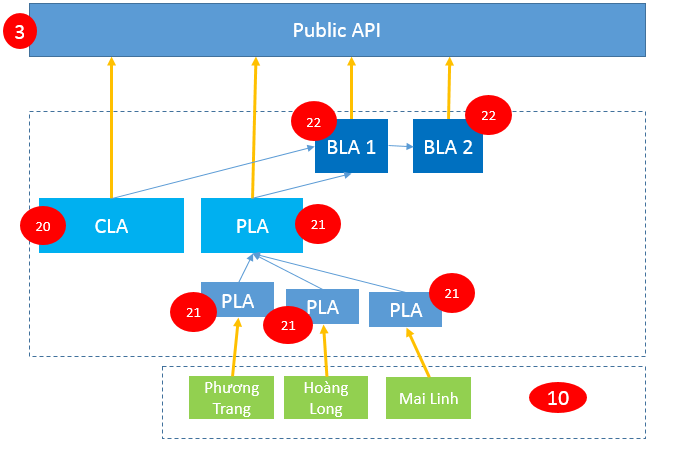 Public API
3
22
22
BLA 1
BLA 2
20
CLA
PLA
21
21
PLA
21
PLA
PLA
21
Phương
Trang
Hoàng
Long
Mai Linh
10